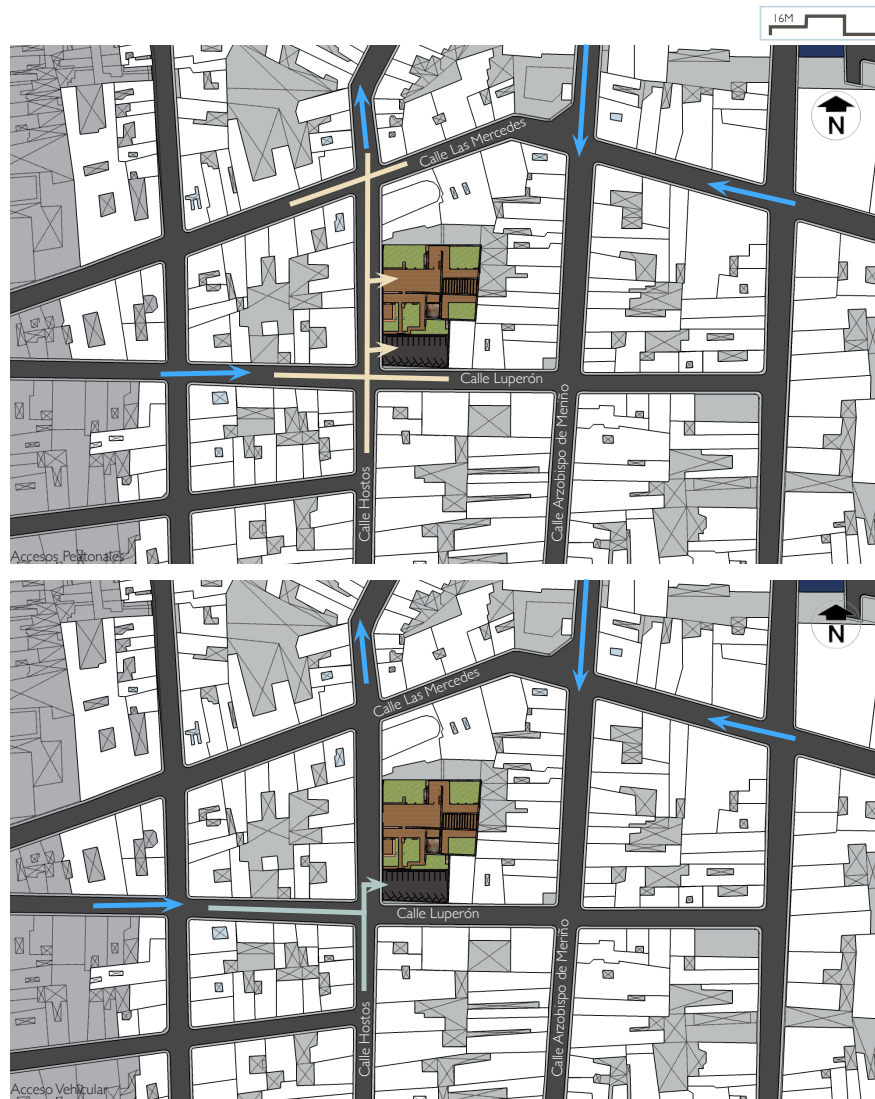 16M
N
Calle Las Mercedes
Calle Luperón
Calle Hostos
Calle Arzobispo de Meriño
Accesos Peatonales
N
Calle Las Mercedes
Calle Luperón
Calle Hostos
Calle Arzobispo de Meriño
Acceso Vehicular